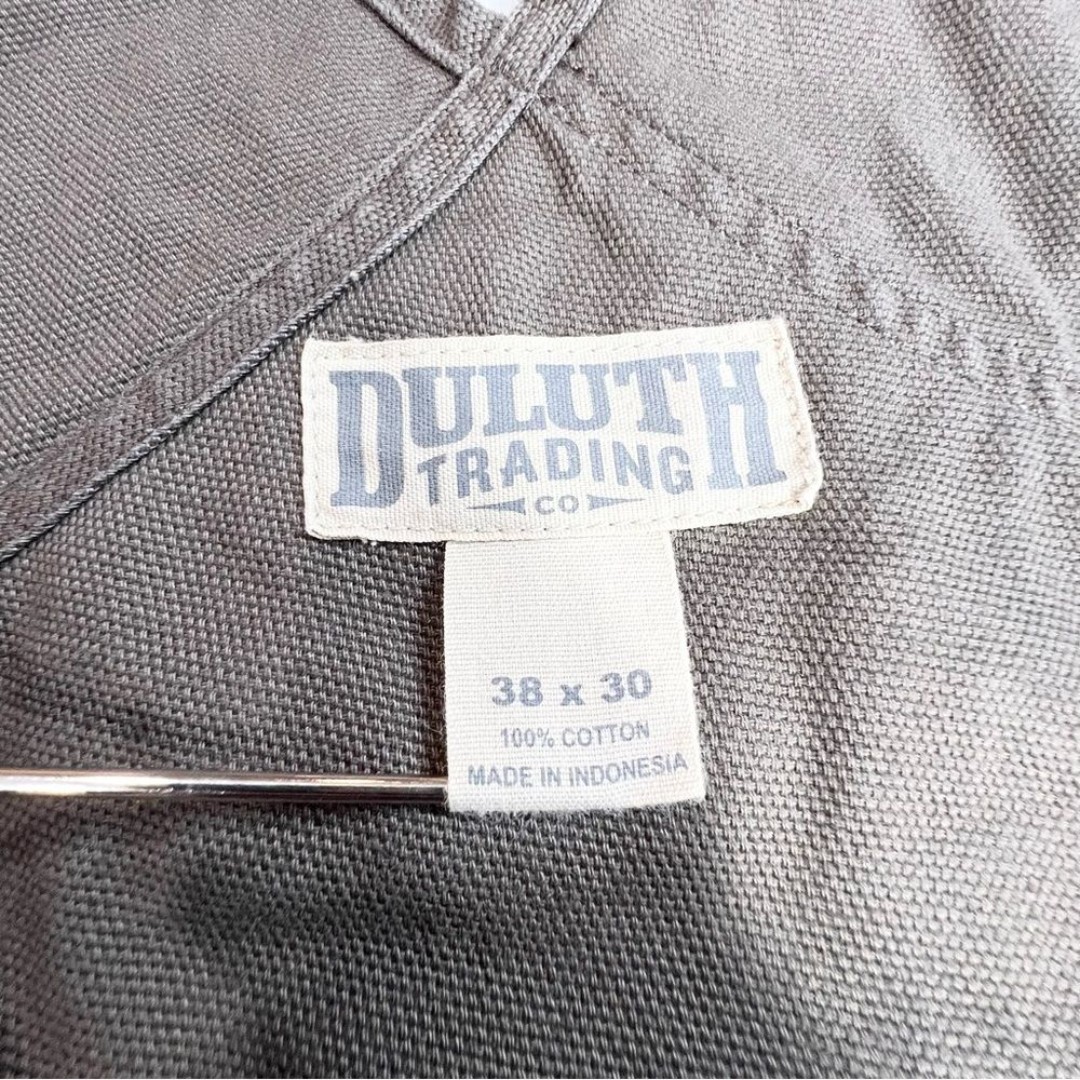 DULUTH
TRADING
CO
38 x 30
100% COTTON
MADE IN INDONESIA